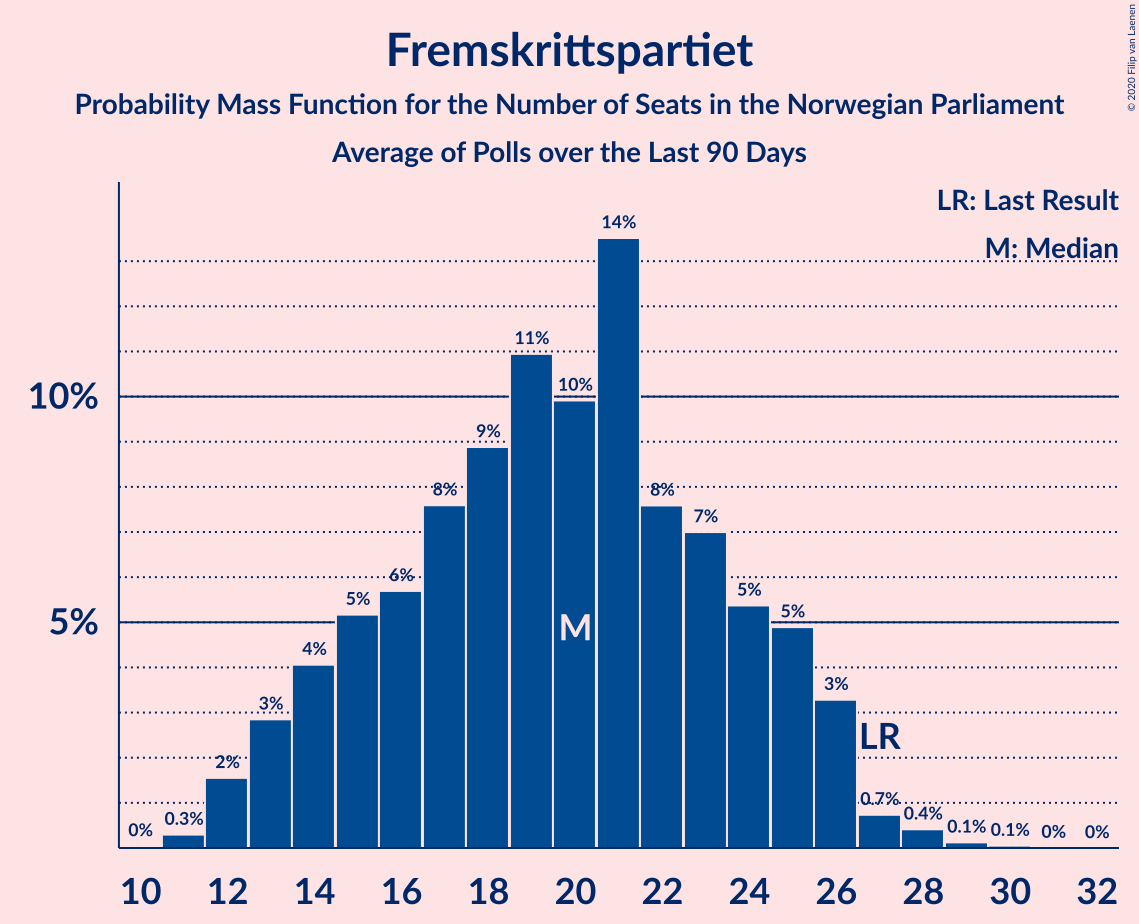 Fremskrittspartiet
Probability Mass Function for the Number of Seats in the Norwegian Parliament
Average of Polls over the Last 90 Days
© 2020 Filip van Laenen
LR: Last Result
M: Median
10%
5%
0%
0.3%
2%
3%
4%
5%
6%
8%
9%
11%
10%
14%
8%
7%
5%
5%
3%
0.7%
0.4%
0.1%
0.1%
0%
0%
M
LR
10 12 14 16 18 20 22 24 26 28 30 32